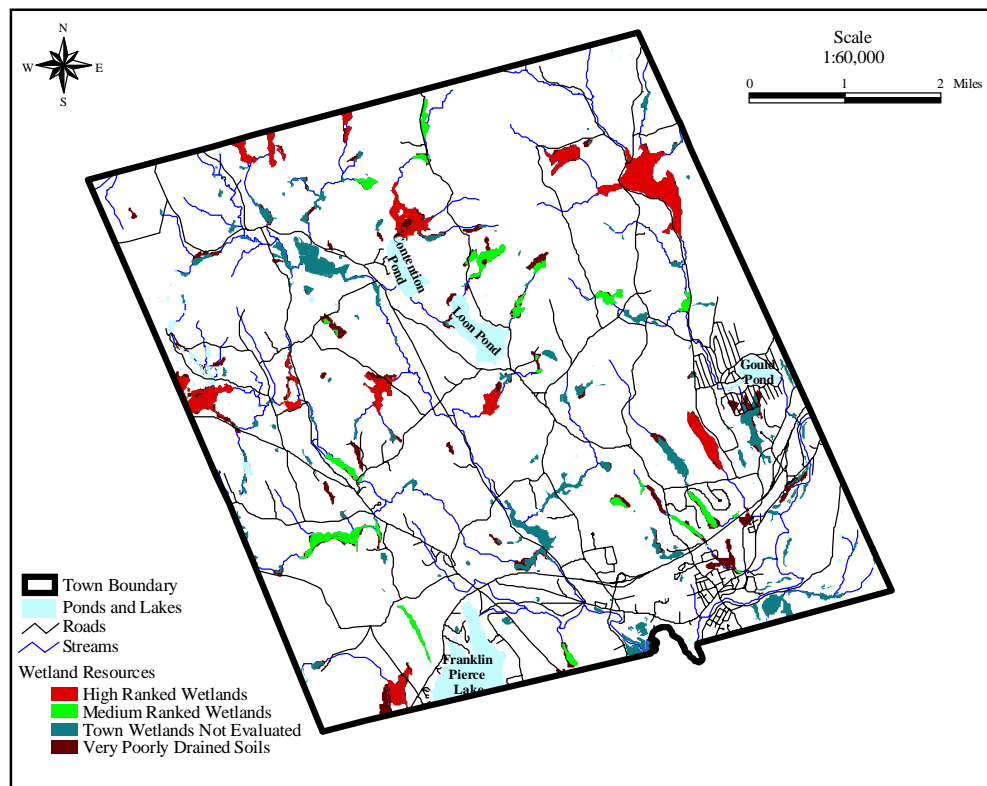 N
W E
S
Scale
1:60,000
0 1 2 Miles
Contention
Pond
Loon Pond
Gould
Pond
Franklin
Pierce
Lake
Town Boundary
Ponds and Lakes
Roads
Streams
Wetland Resources
High Ranked Wetlands
Medium Ranked Wetlands
Town Wetlands Not Evaluated
Very Poorly Drained Soils